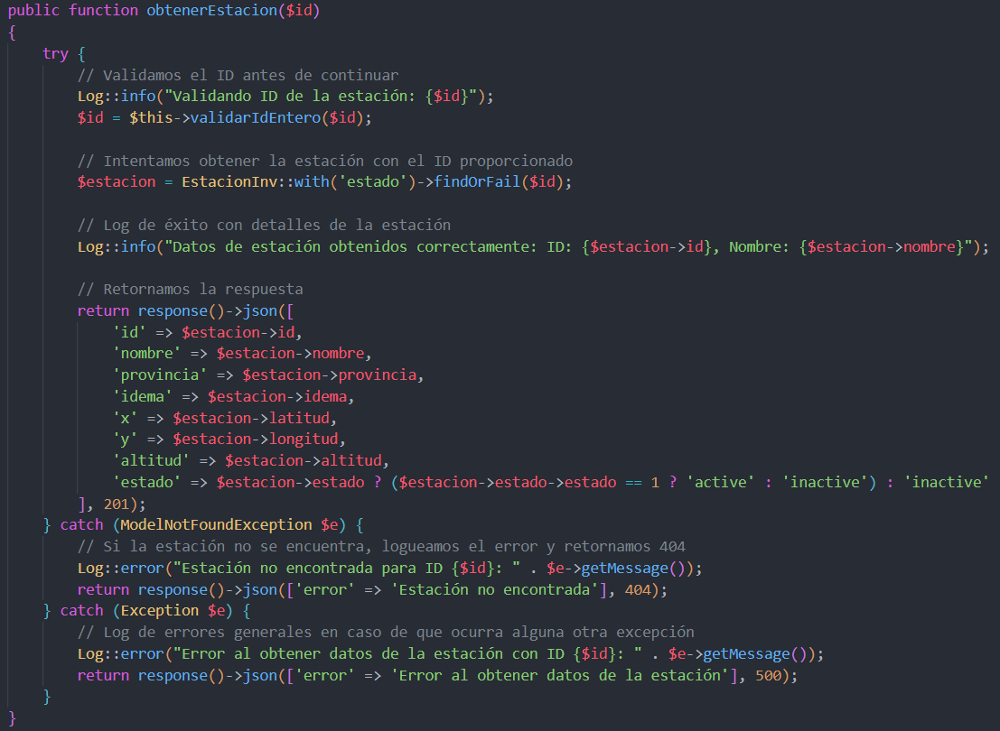 public function obtenerEstacion($id)
{
    try {
        // Validamos el ID antes de continuar
        Log::info("Validando ID de la estación: {$id}");
        $id = $this->validarIdEntero($id);

        // Intentamos obtener la estación con el ID proporcionado
        $estacion = EstacionInv::with('estado')->findOrFail($id);

        // Log de éxito con detalles de la estación
        Log::info("Datos de estación obtenidos correctamente: ID: {$estacion->id}, Nombre: {$estacion->nombre}");

        // Retornamos la respuesta
        return response()->json([
            'id' => $estacion->id,
            'nombre' => $estacion->nombre,
            'provincia' => $estacion->provincia,
            'idema' => $estacion->idema,
            'x' => $estacion->latitud,
            'y' => $estacion->longitud,
            'altitud' => $estacion->altitud,
            'estado' => $estacion->estado ? ($estacion->estado->estado == 1 ? 'active' : 'inactive') : 'inactive'
        ], 201);
    } catch (ModelNotFoundException $e) {
        // Si la estación no se encuentra, logueamos el error y retornamos 404
        Log::error("Estación no encontrada para ID {$id}: " . $e->getMessage());
        return response()->json(['error' => 'Estación no encontrada'], 404);
    } catch (Exception $e) {
        // Log de errores generales en caso de que ocurra alguna otra excepción
        Log::error("Error al obtener datos de la estación con ID {$id}: " . $e->getMessage());
        return response()->json(['error' => 'Error al obtener datos de la estación'], 500);
    }
}